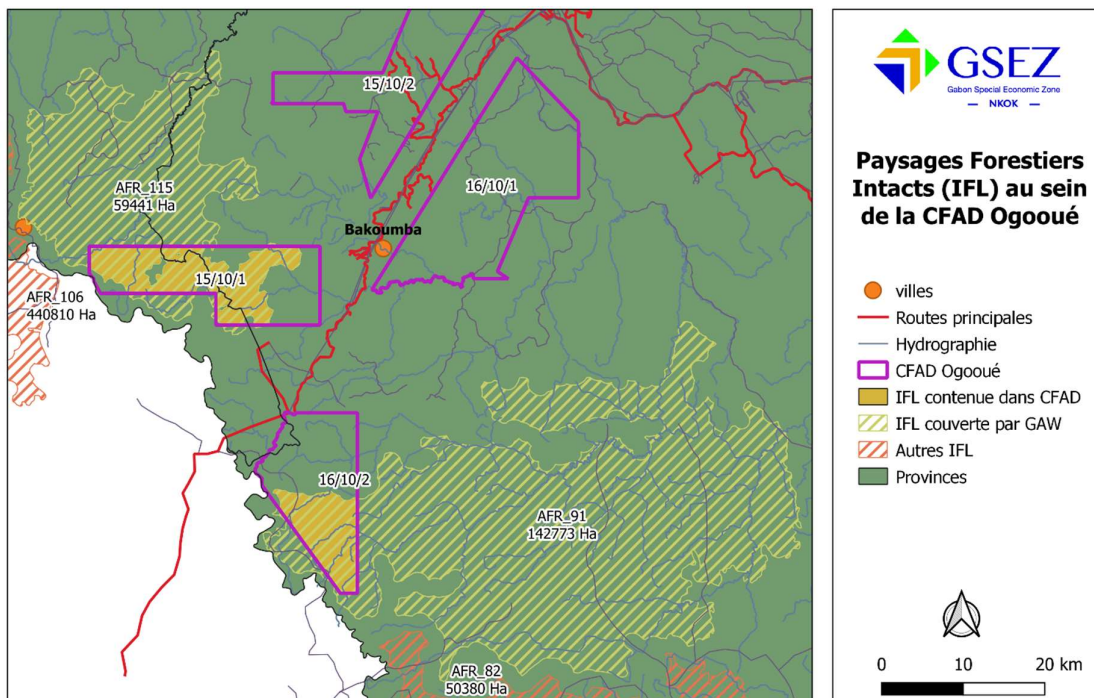 15/10/2
16/10/1
AFR_115
59441 Ha
Bakoumba
15/10/1
AFR_106
440810 Ha
16/10/2
AFR_91
142773 Ha
AFR_82
50380 Ha
GSEZ
Gabon Special Economic Zone
— NKOK —
Paysages Forestiers
Intacts (IFL) au sein
de la CFAD Ogooué
villes
Routes principales
Hydrographie
CFAD Ogooué
IFL contenue dans CFAD
IFL couverte par GAW
Autres IFL
Provinces
0 10 20 km